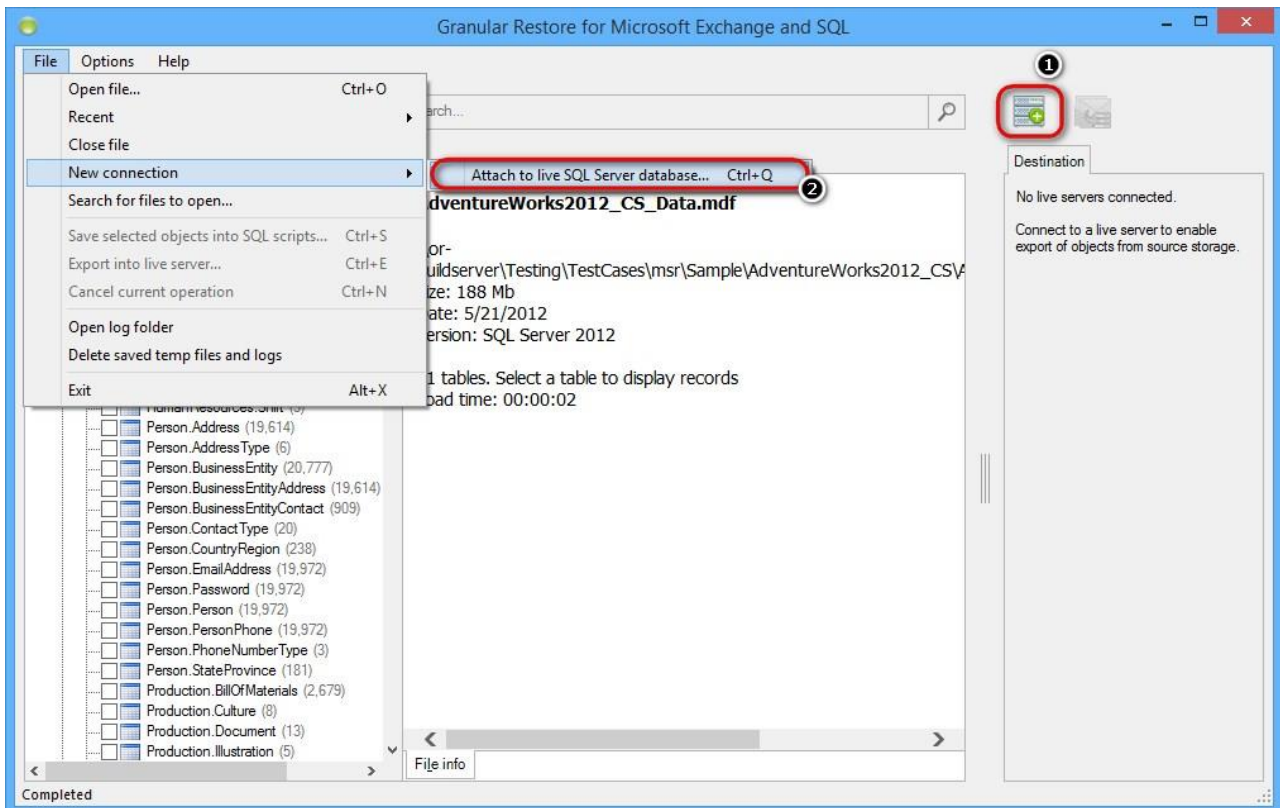 Granular Restore for Microsoft Exchange and SQL
File Options Help
Open file... Ctrl+O
Recent
Close file
New connection
Search for files to open...
Save selected objects into SQL scripts... Ctrl+S
Export into live server... Ctrl+E
Cancel current operation Ctrl+N
Open log folder
Delete saved temp files and logs
Exit Alt+X
Attach to live SQL Server database... Ctrl+Q
1
2
arch...
dventureWorks2012_CS_Data.mdf
or-
uildserver\Testing\TestCases\msr\Sample\AdventureWorks2012_CS\A
ize: 188 Mb
ate: 5/21/2012
ersion: SQL Server 2012
1 tables. Select a table to display records
oad time: 00:00:02
HumanResources.Shift (3)
Person.Address (19,614)
Person.AddressType (6)
Person.BusinessEntity (20,777)
Person.BusinessEntityAddress (19,614)
Person.BusinessEntityContact (909)
Person.ContactType (20)
Person.CountryRegion (238)
Person.EmailAddress (19,972)
Person.Password (19,972)
Person.Person (19,972)
Person.PersonPhone (19,972)
Person.PhoneNumberType (3)
Person.StateProvince (181)
Production.BillOfMaterials (2,679)
Production.Culture (8)
Production.Document (13)
Production.Illustration (5)
File info
Destination
No live servers connected.
Connect to a live server to enable
export of objects from source storage.
Completed